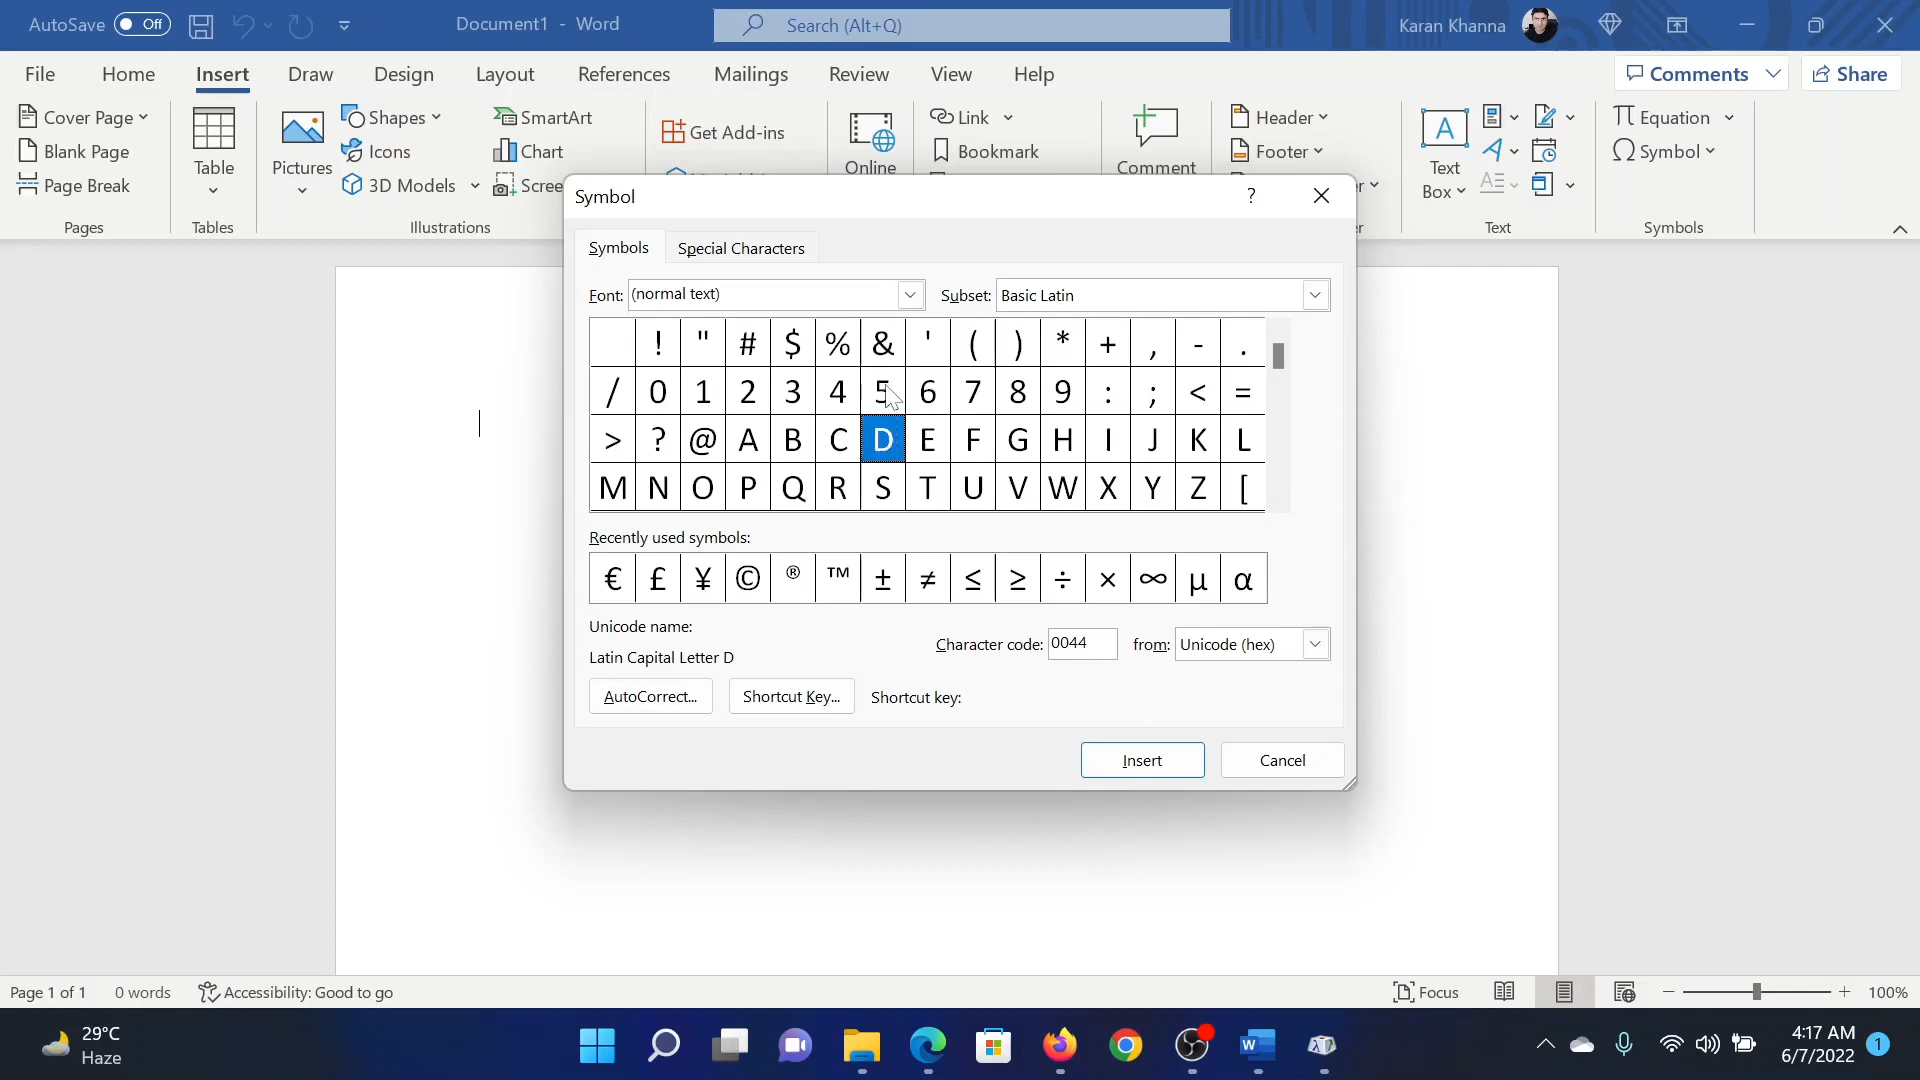 AutoSave Off Document1 - Word Search (Alt+Q) Karan Khanna
File Home Insert Draw Design Layout References Mailings Review View Help Comments Share
Cover Page
Blank Page
Page Break
Pages
Table
Tables
Pictures
Shapes
Icons
3D Models
SmartArt
Chart
Scree
Illustrations
Get Add-ins
Online
Link
Bookmark
Comment
Header
Footer
Text
Box
Text
Equation
Symbol
Symbols
Symbol ? ×
Symbols Special Characters
Font: (normal text) Subset: Basic Latin
! " # $ % & ' ( ) * + , - .
/ 0 1 2 3 4 5 6 7 8 9 : ; < =
> ? @ A B C D E F G H I J K L
M N O P Q R S T U V W X Y Z [
Recently used symbols:
€ £ ¥ © ® ™ ± ≠ ≤ ≥ ÷ × ∞ µ α
Unicode name:
Latin Capital Letter D
Character code: 0044 from: Unicode (hex)
AutoCorrect... Shortcut Key... Shortcut key:
Insert Cancel
Page 1 of 1 0 words Accessibility: Good to go Focus 100%
29°C
Haze
4:17 AM
6/7/2022
1